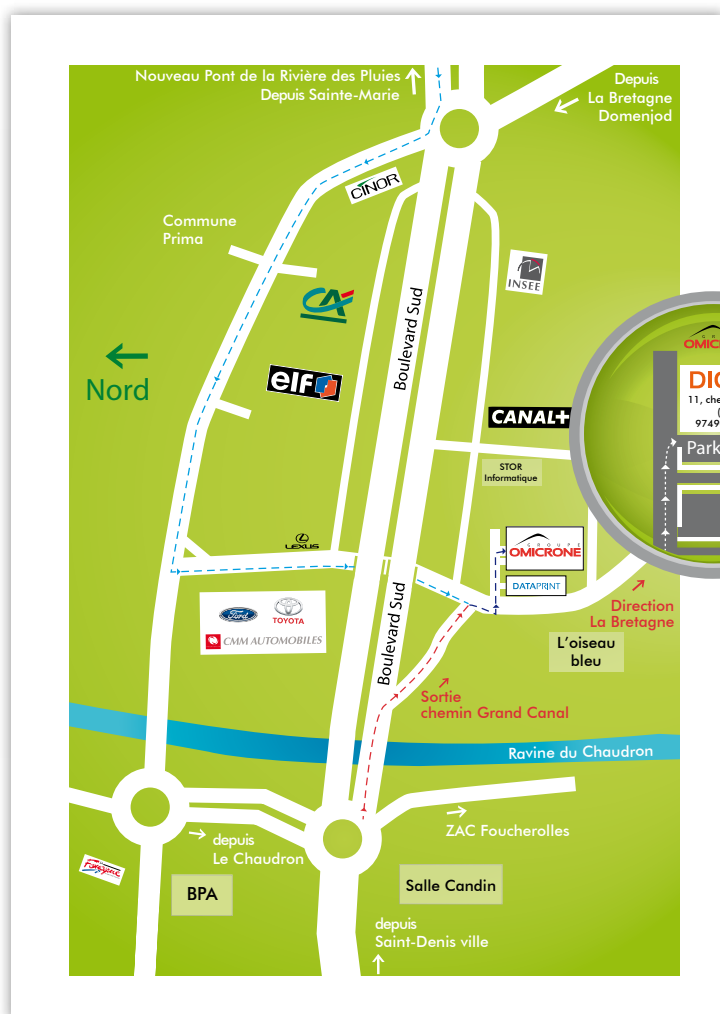 Nouveau Pont de la Rivière des Pluies
Depuis Sainte-Marie
Depuis
La Bretagne
Domenjod
CINOR
Commune
Prima
INSEE
CA
Boulevard Sud
Nord
elf
CANAL+
STOR
Informatique
11, che
9749
Park
LEXUS
GROUPE
OMICRONE
DATAPRINT
Ford
TOYOTA
CMM AUTOMOBILES
Boulevard Sud
Direction
La Bretagne
L'oiseau
bleu
Sortie
chemin Grand Canal
Ravine du Chaudron
ZAC Foucherolles
depuis
Le Chaudron
BPA
Salle Candin
depuis
Saint-Denis ville